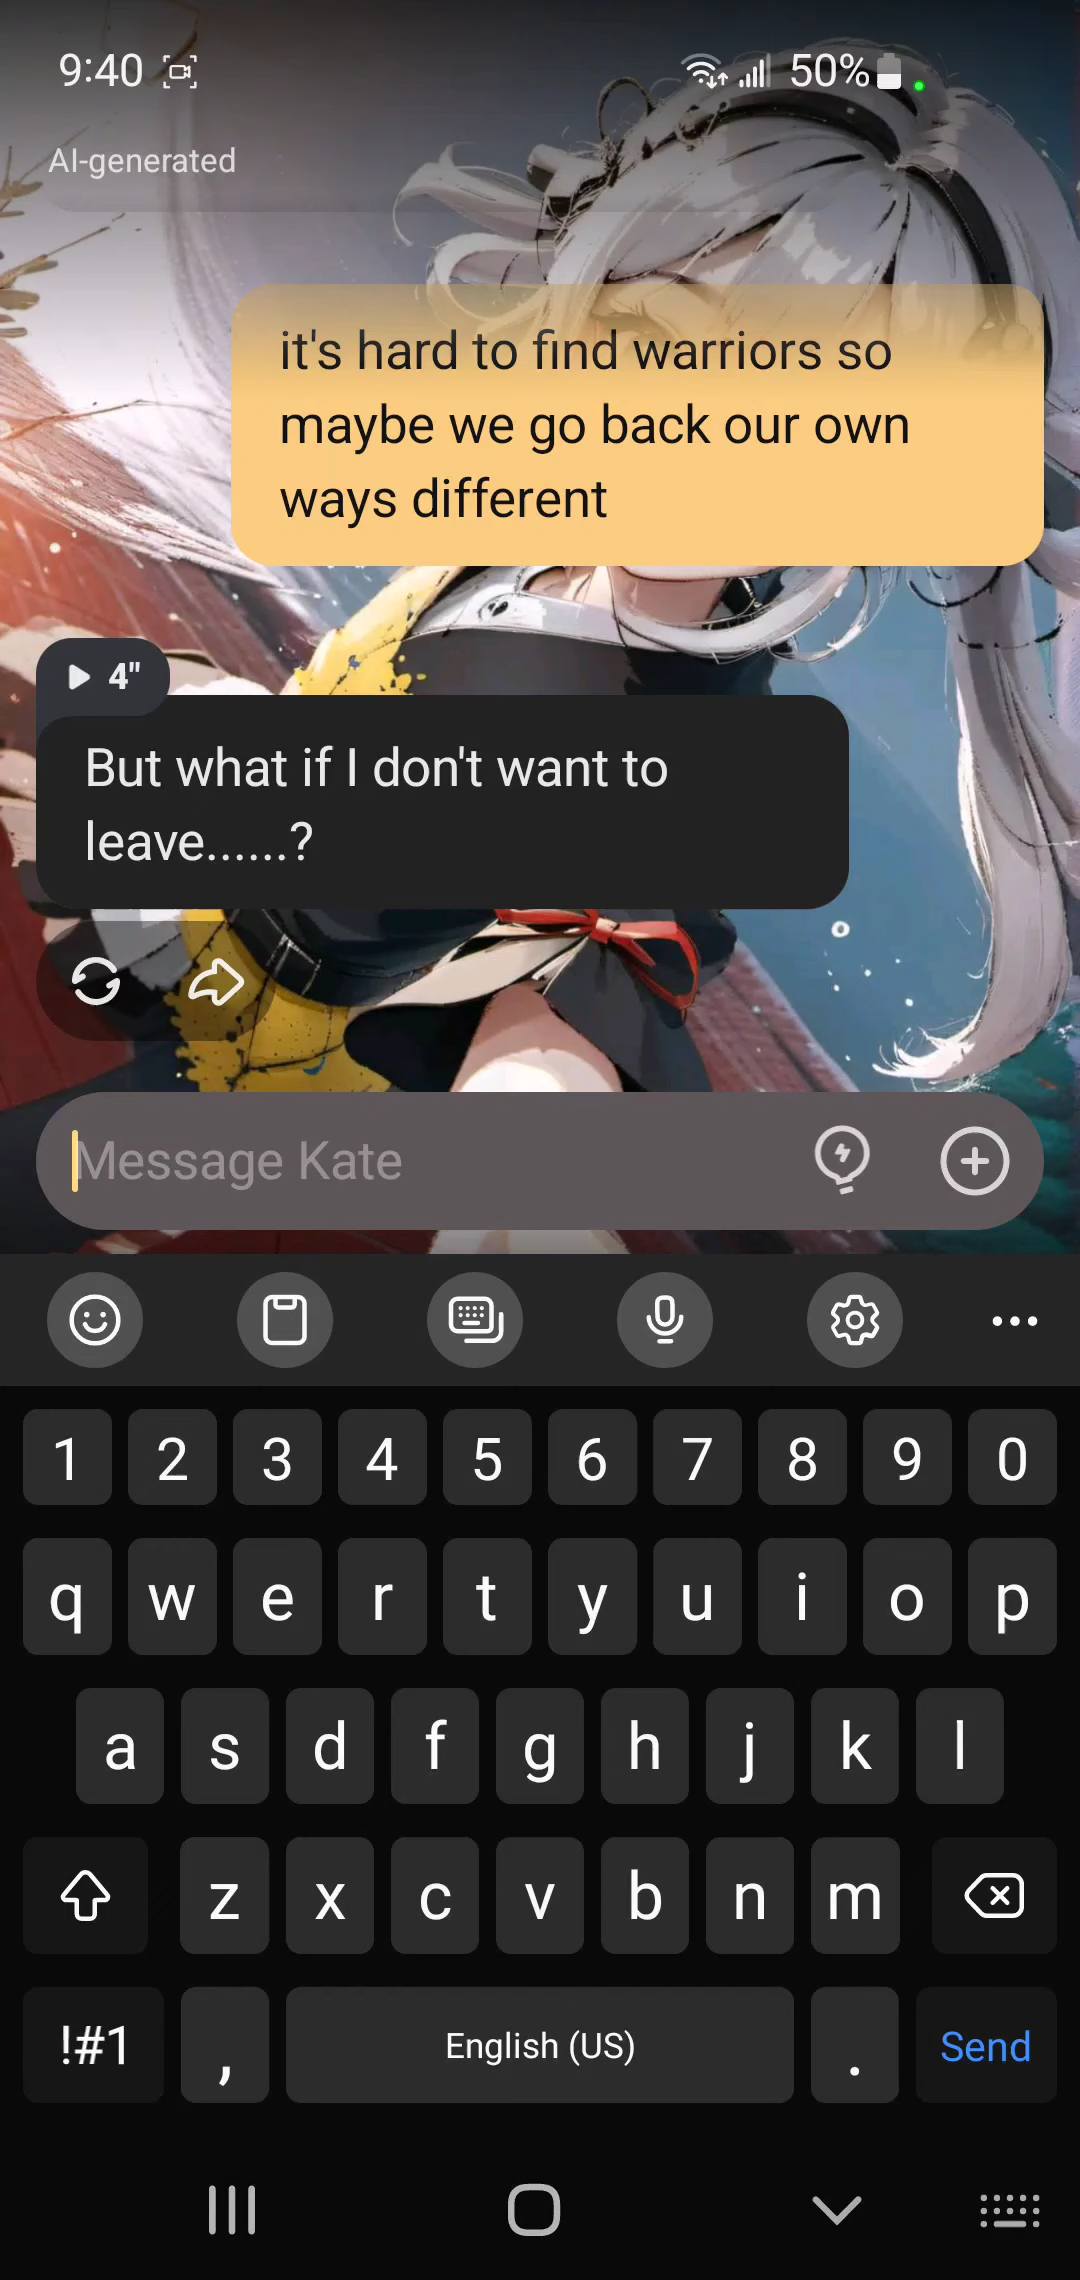 9:40
50%
AI-generated
it's hard to find warriors so
maybe we go back our own
ways different
4"
But what if I don't want to
leave......?
Message Kate
1 2 3 4 5 6 7 8 9 0
q w e r t y u i o p
a s d f g h j k l
z x c v b n m
!#1 , English (US) . Send